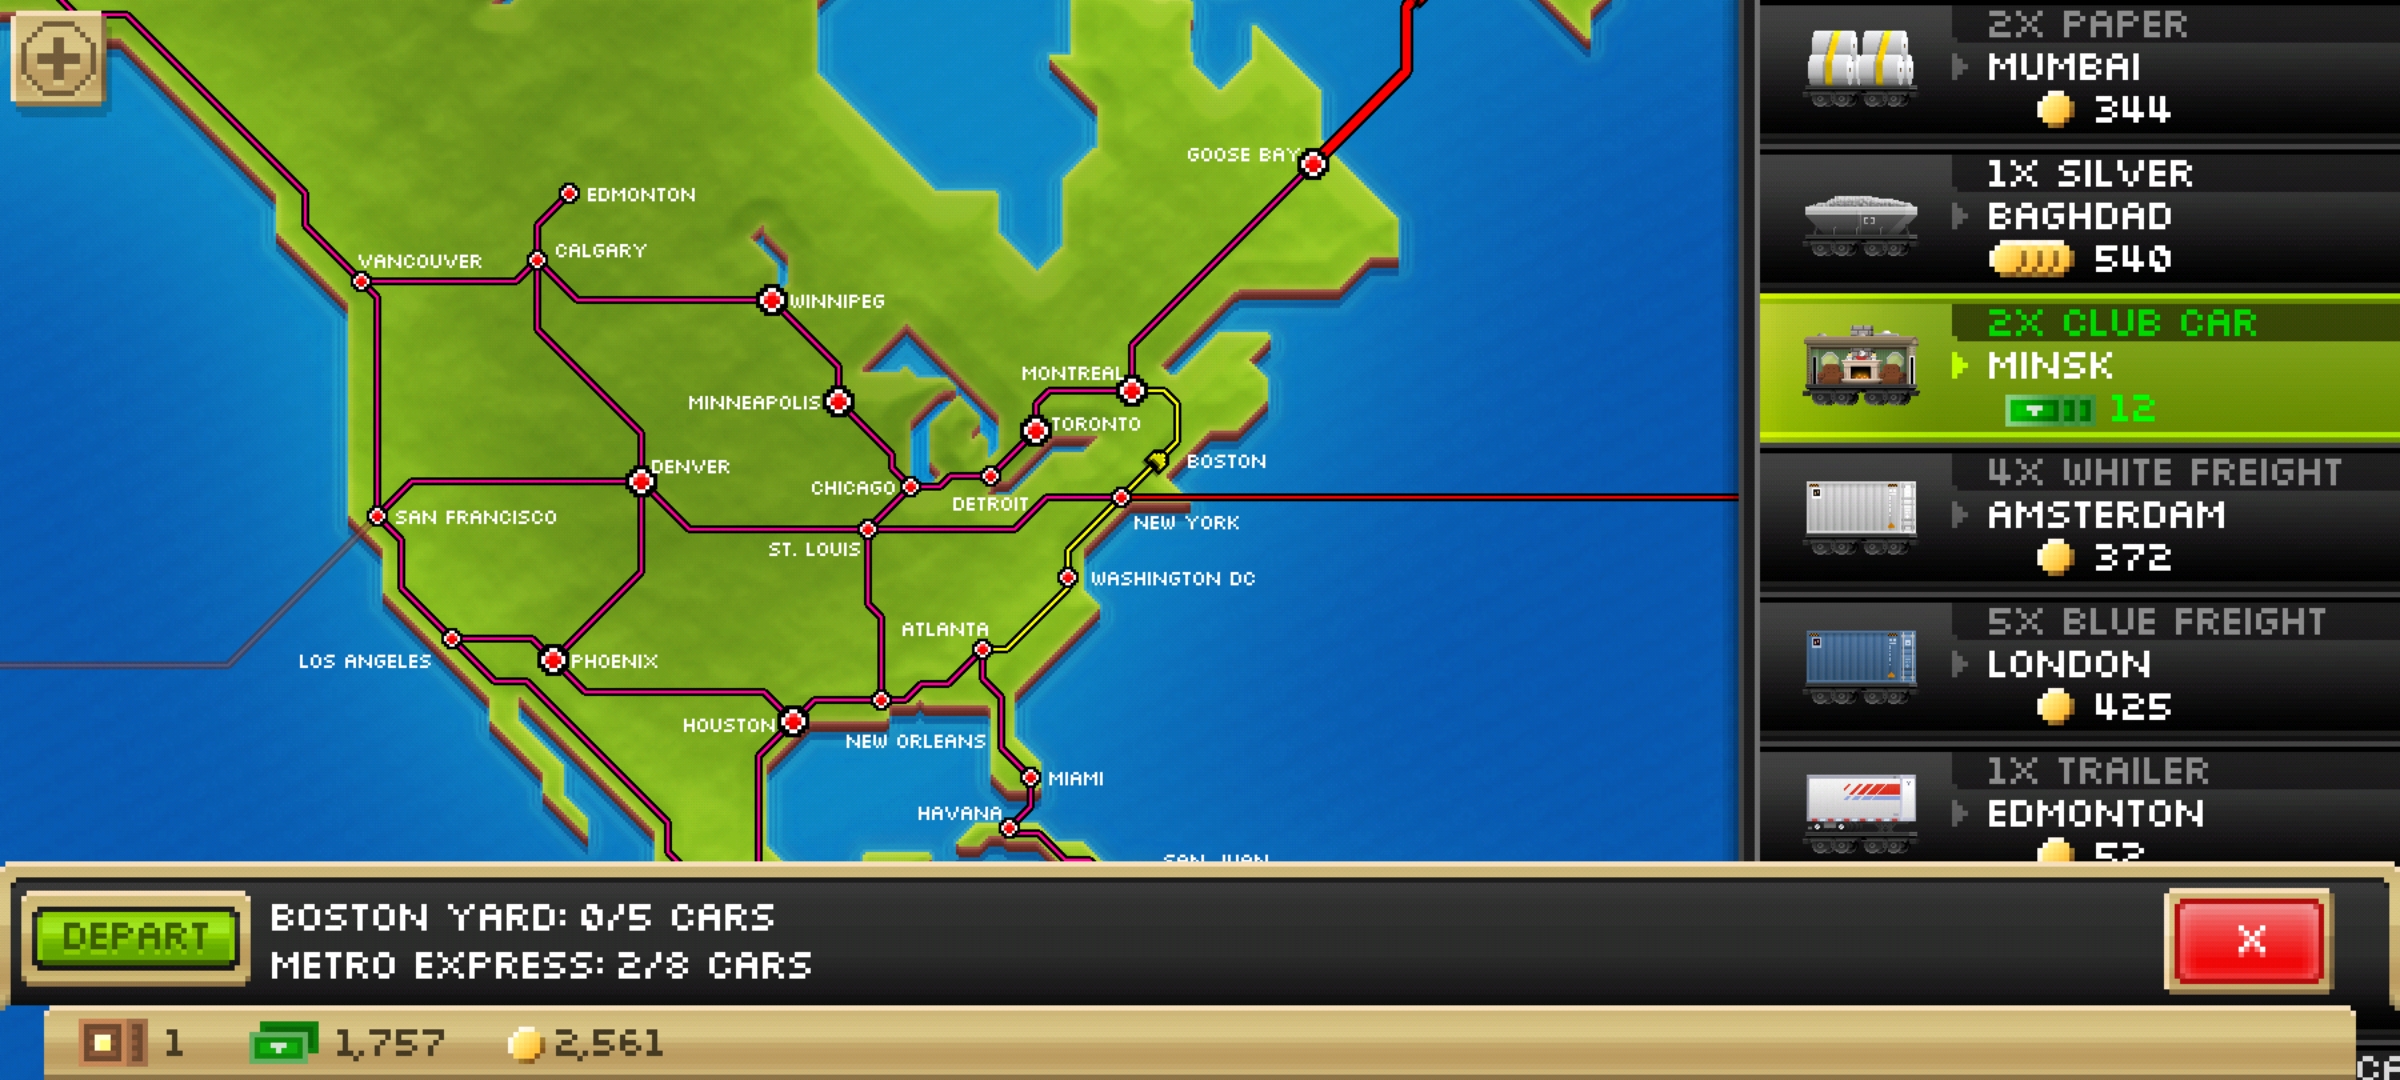 EDMONTON
CALGARY
VANCOUVER
WINNIPEG
GOOSE BAY
MINNEAPOLIS
MONTREAL
TORONTO
DENVER
CHICAGO
DETROIT
BOSTON
SAN FRANCISCO
ST. LOUIS
NEW YORK
WASHINGTON DC
ATLANTA
LOS ANGELES
PHOENIX
HOUSTON
NEW ORLEANS
MIAMI
HAVANA
SAN JUAN
2X PAPER
MUMBAI
344
1X SILVER
BAGHDAD
540
2X CLUB CAR
MINSK
12
4X WHITE FREIGHT
AMSTERDAM
372
5X BLUE FREIGHT
LONDON
425
1X TRAILER
EDMONTON
52
DEPART
BOSTON YARD: 0/5 CARS
METRO EXPRESS: 2/8 CARS
X
1
1,757
2,561